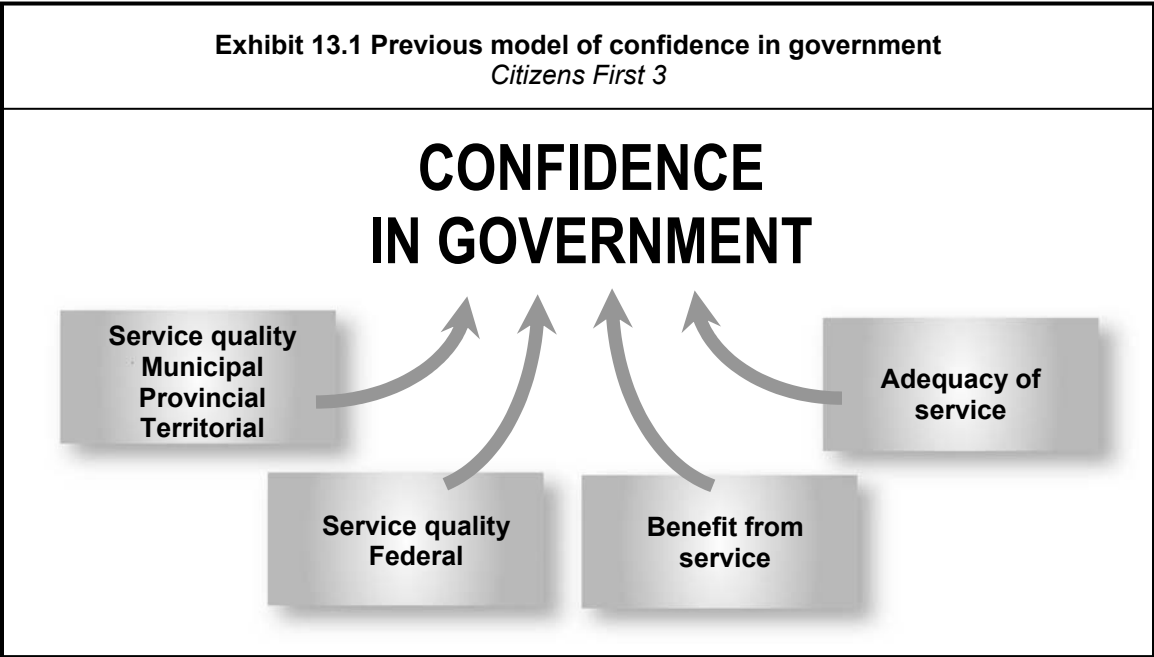 Exhibit 13.1 Previous model of confidence in government
Citizens First 3
CONFIDENCE
IN GOVERNMENT
Service quality
Municipal
Provincial
Territorial
Adequacy of
service
Service quality
Federal
Benefit from
service